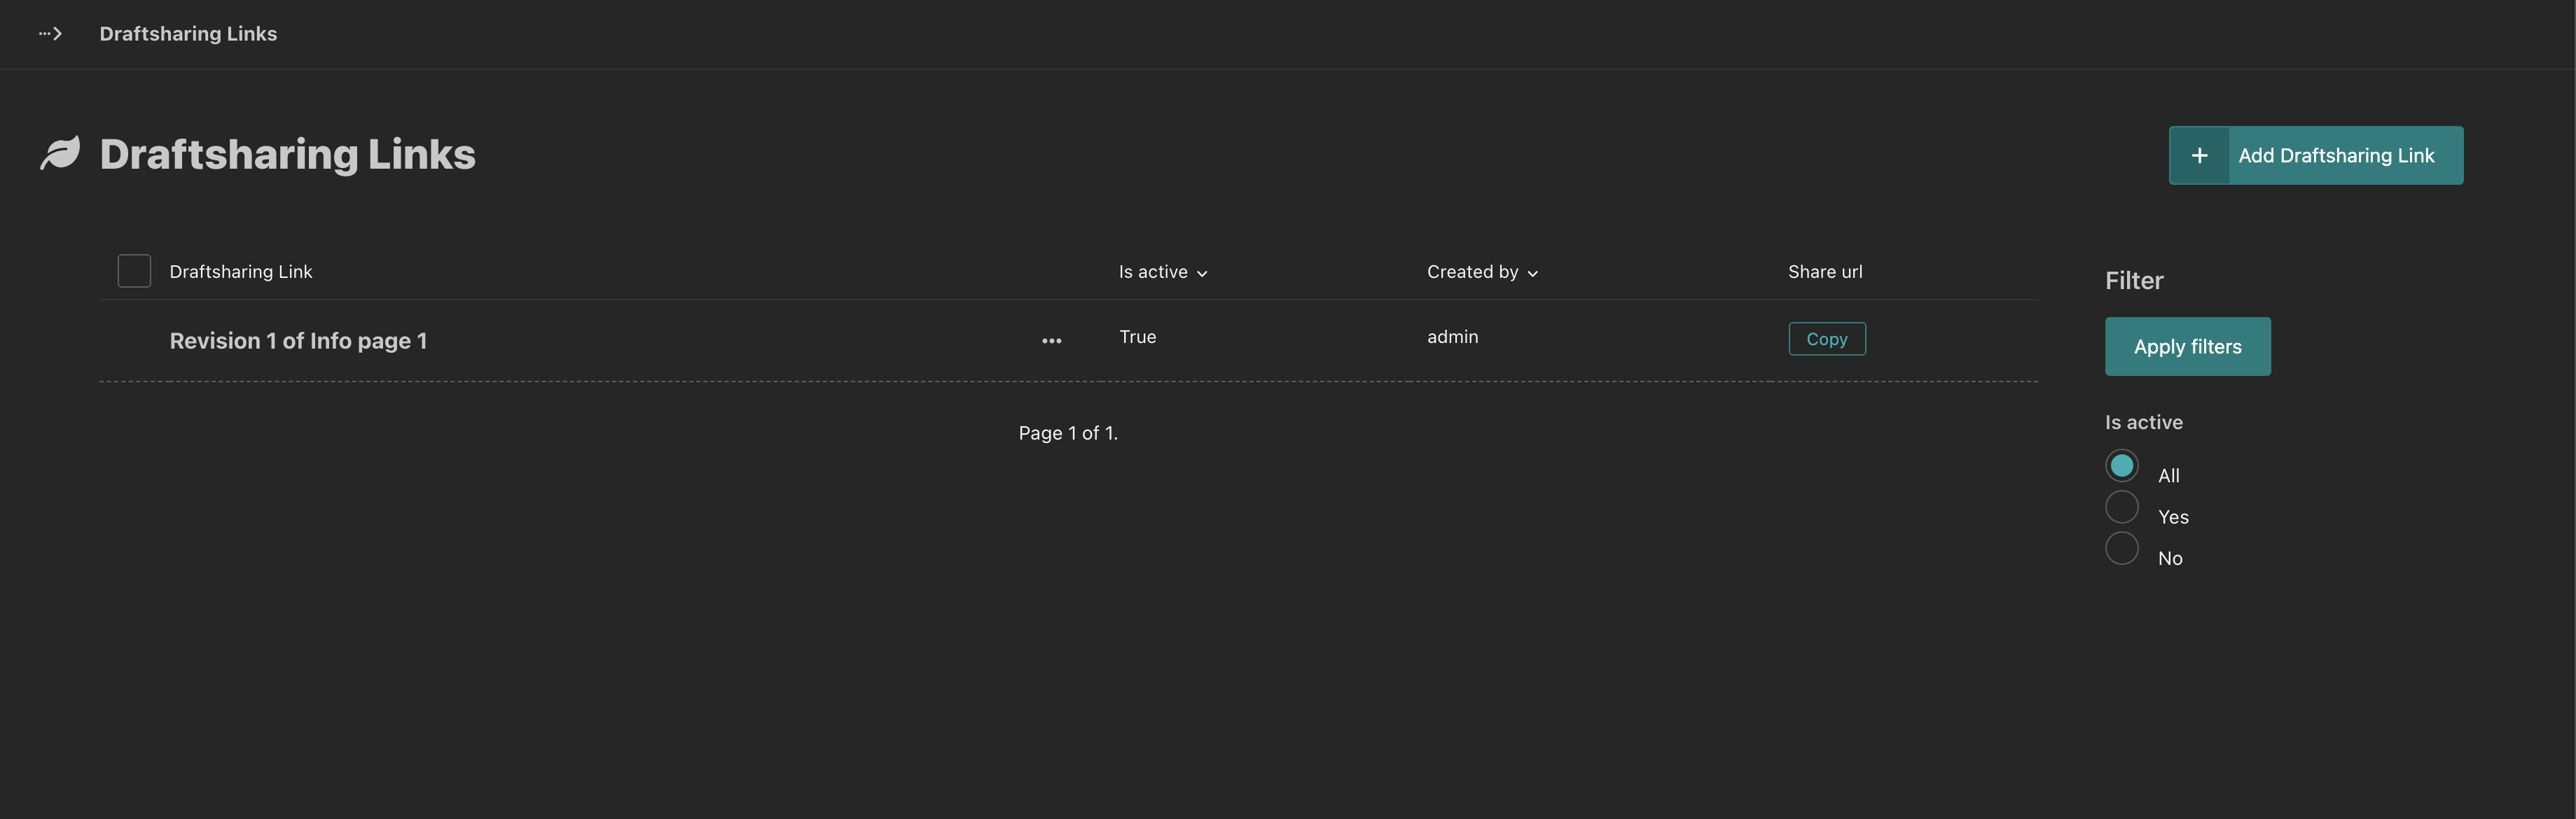 Draftsharing Links
Draftsharing Links
Add Draftsharing Link
Draftsharing Link Is active Created by Share url
Revision 1 of Info page 1 True admin Copy
Page 1 of 1.
Filter
Apply filters
Is active
All
Yes
No